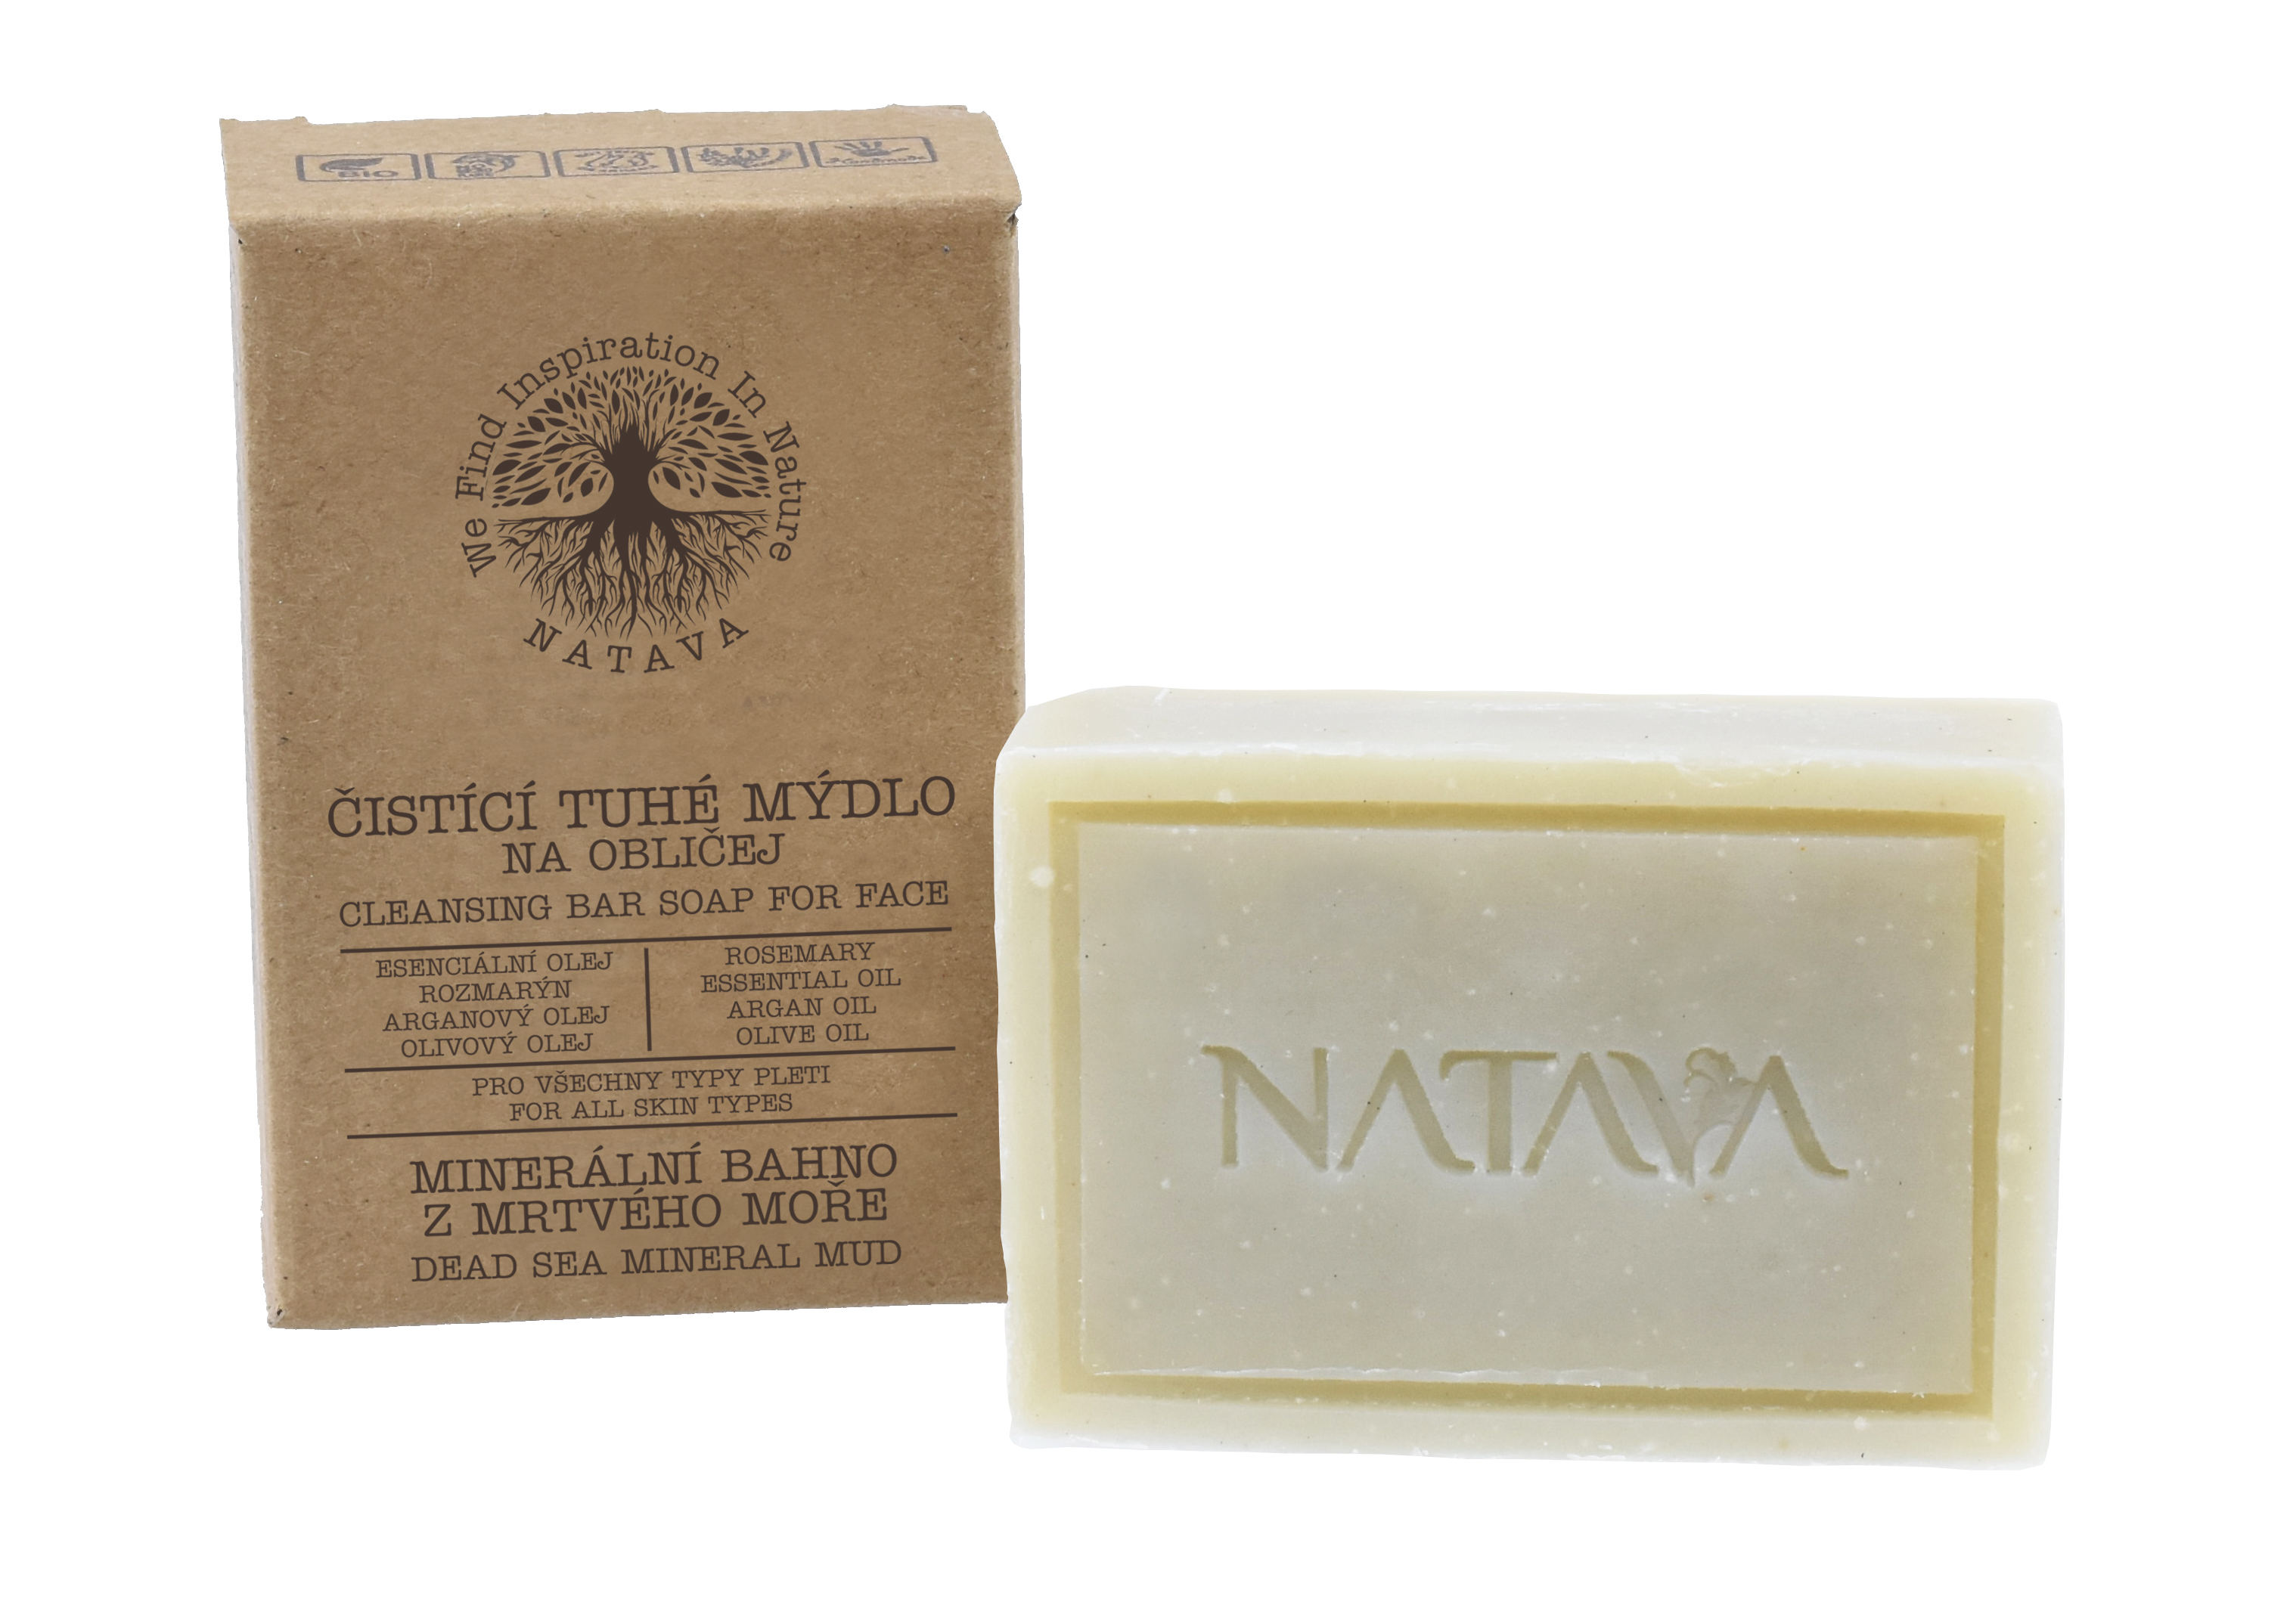 BIO
We Find Inspiration In Nature
NATAVA
ČISTÍCÍ TUHÉ MÝDLO
NA OBLIČEJ
CLEANSING BAR SOAP FOR FACE
ESENCIÁLNÍ OLEJ
ROZMARÝN
ARGANOVÝ OLEJ
OLIVOVÝ OLEJ
ROSEMARY
ESSENTIAL OIL
ARGAN OIL
OLIVE OIL
PRO VŠECHNY TYPY PLETI
FOR ALL SKIN TYPES
MINERÁLNÍ BAHNO
Z MRTVÉHO MOŘE
DEAD SEA MINERAL MUD
NATAVA